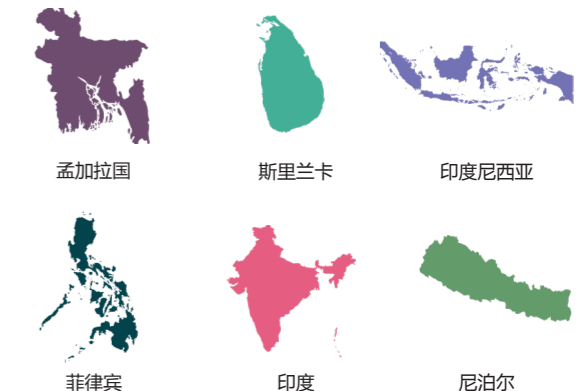 孟加拉国
斯里兰卡
印度尼西亚
菲律宾
印度
尼泊尔